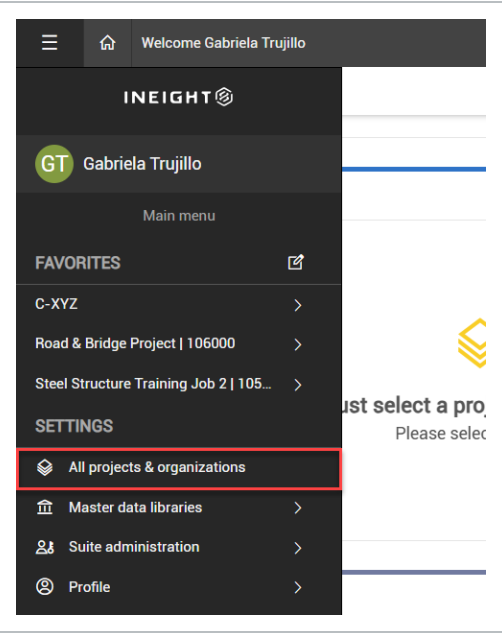 Welcome Gabriela Trujillo
INEIGHT
GT Gabriela Trujillo
Main menu
FAVORITES
C-XYZ
Road & Bridge Project | 106000
Steel Structure Training Job 2 | 105...
SETTINGS
All projects & organizations
Master data libraries
Suite administration
Profile
ust select a pro
Please selec